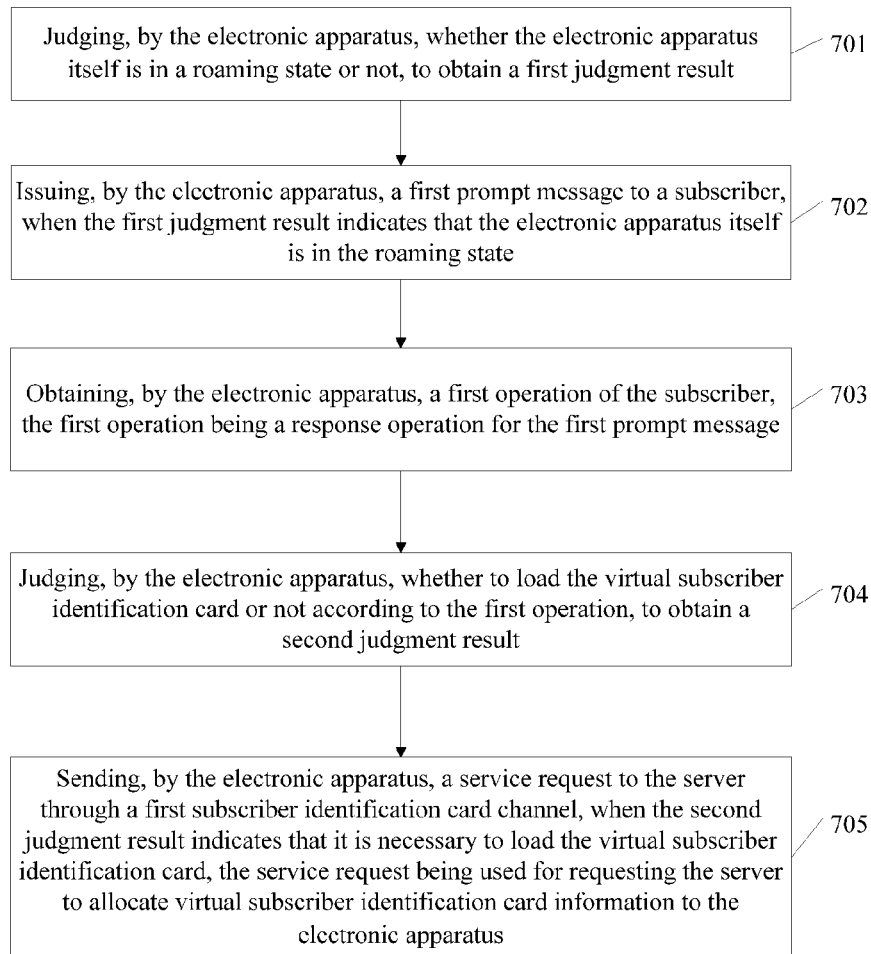 Judging, by the electronic apparatus, whether the electronic apparatus
itself is in a roaming state or not, to obtain a first judgment result
701
Issuing, by the electronic apparatus, a first prompt message to a subscriber,
when the first judgment result indicates that the electronic apparatus itself
is in the roaming state
702
Obtaining, by the electronic apparatus, a first operation of the subscriber,
the first operation being a response operation for the first prompt message
703
Judging, by the electronic apparatus, whether to load the virtual subscriber
identification card or not according to the first operation, to obtain a
second judgment result
704
Sending, by the electronic apparatus, a service request to the server
through a first subscriber identification card channel, when the second
judgment result indicates that it is necessary to load the virtual subscriber
identification card, the service request being used for requesting the server
to allocate virtual subscriber identification card information to the
electronic apparatus
705